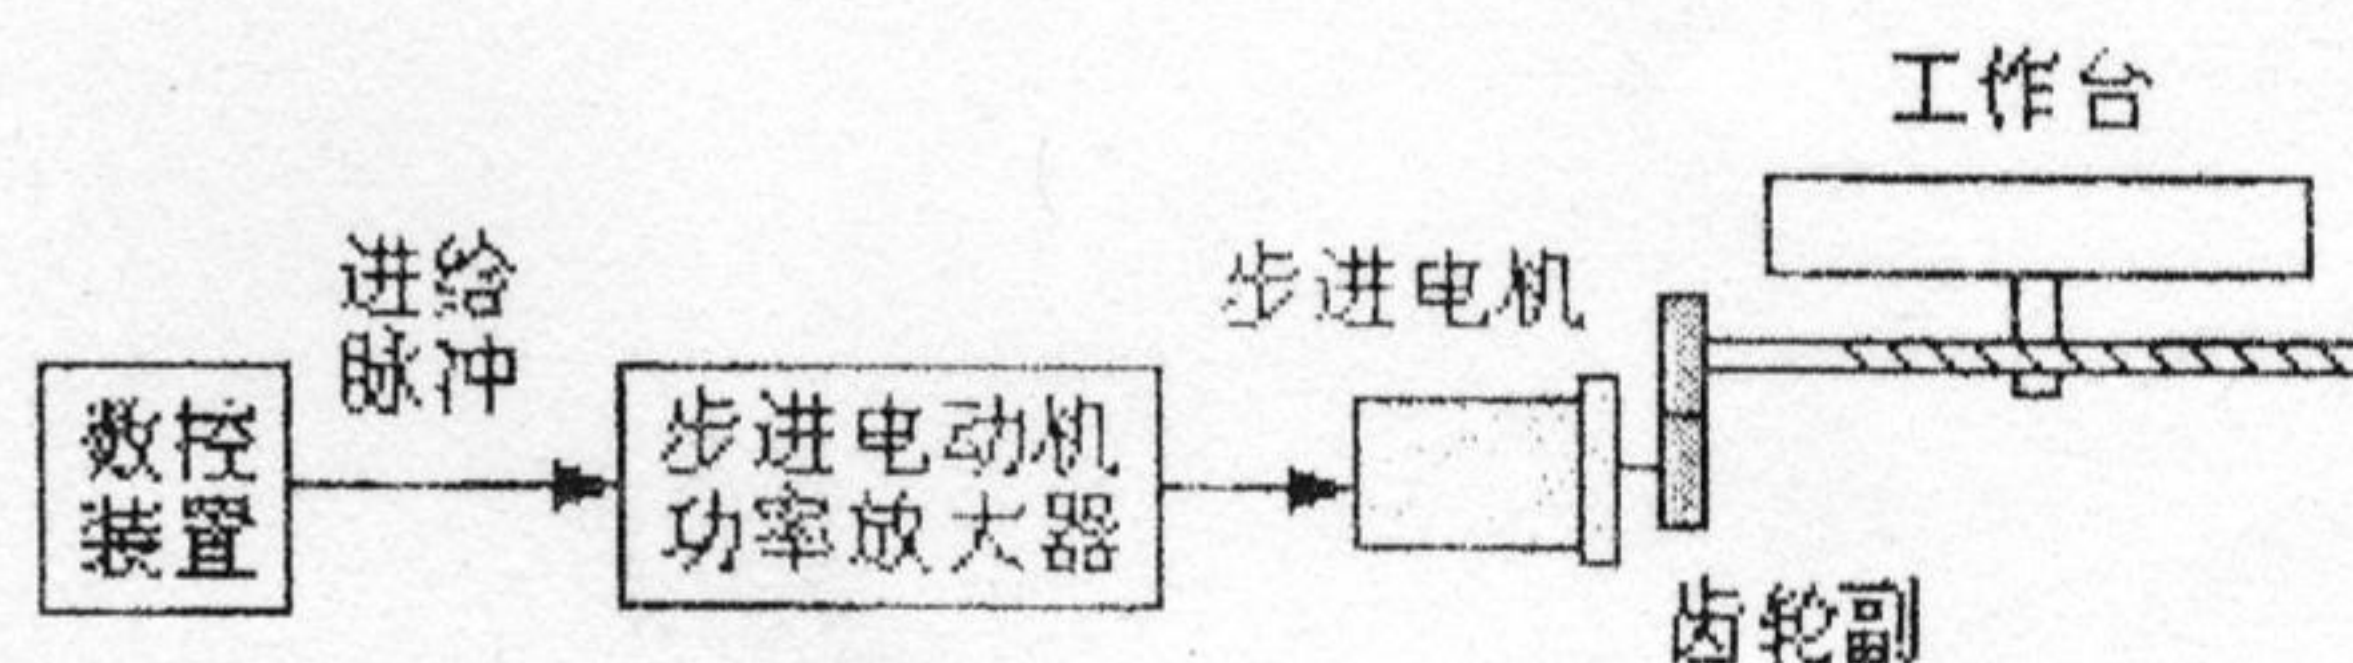 工作台
进给
脉冲
步进电机
数控
装置
步进电动机
功率放大器
齿轮副